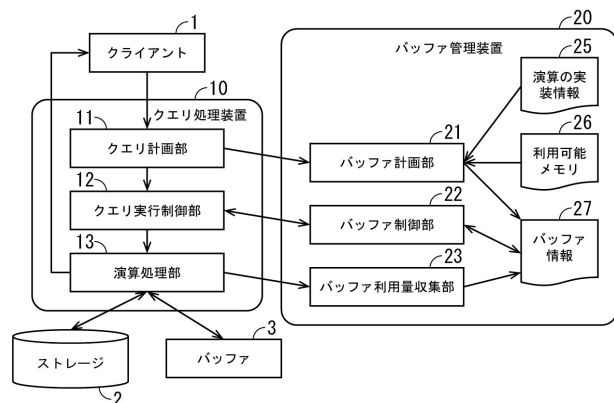 1
クライアント
10
クエリ処理装置
11
クエリ計画部
12
クエリ実行制御部
13
演算処理部
ストレージ
2
3
バッファ
20
バッファ管理装置
21
バッファ計画部
22
バッファ制御部
23
バッファ利用量収集部
25
演算の実
装情報
26
利用可能
メモリ
27
バッファ
情報